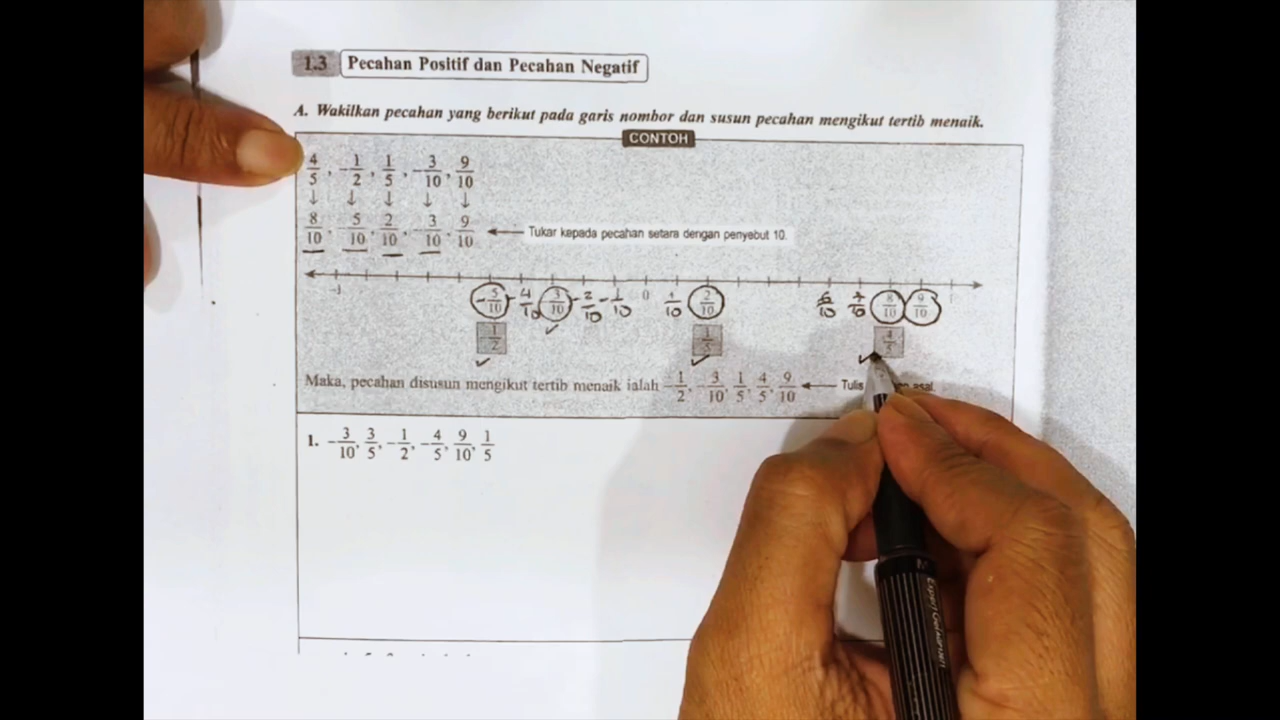 1.3 Pecahan Positif dan Pecahan Negatif
A. Wakilkan pecahan yang berikut pada garis nombor dan susun pecahan mengikut tertib menaik.
CONTOH
4/5, -1/2, 1/5, -3/10, 9/10
↓ ↓ ↓ ↓ ↓
8/10, -5/10, 2/10, -3/10, 9/10 ← Tukar kepada pecahan setara dengan penyebut 10.
-1 -5/10 -4/10 -3/10 -2/10 -1/10 0 1/10 2/10 6/10 7/10 8/10 9/10
-1/2 1/5 4/5
Maka, pecahan disusun mengikut tertib menaik ialah -1/2, -3/10, 1/5, 4/5, 9/10 ← Tulis asal.
1. -3/10, 3/5, -1/2, -4/5, 9/10, 1/5